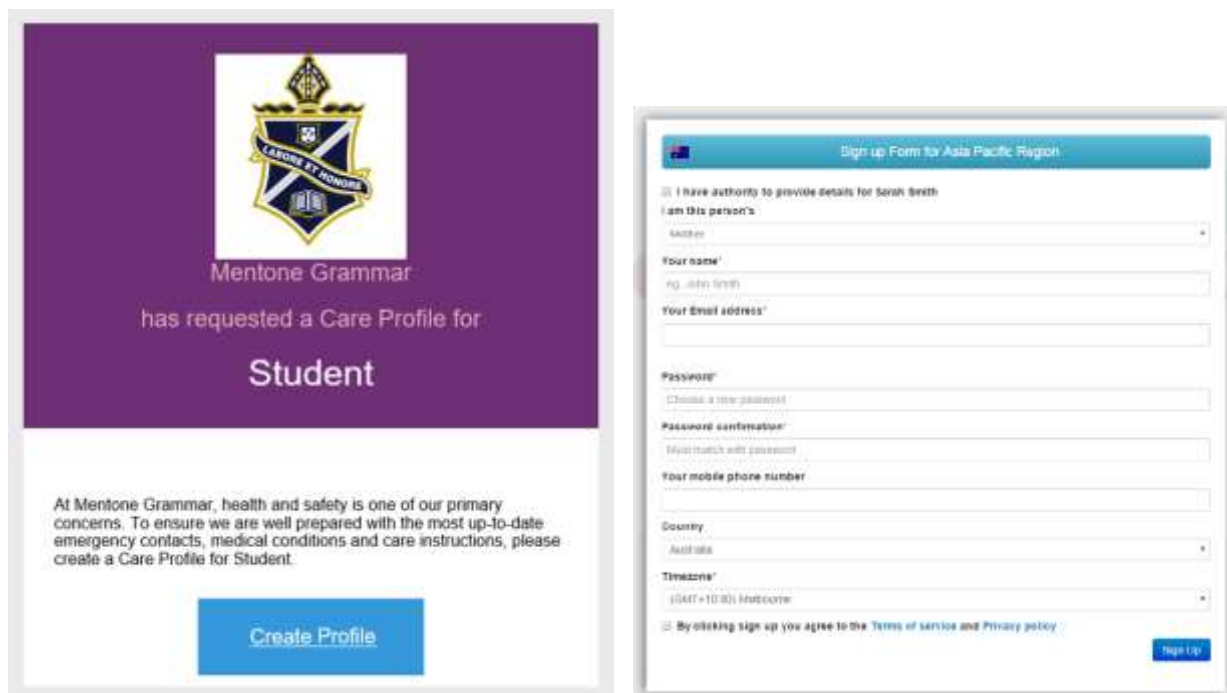 LABORE ET HONORE
Mentone Grammar
has requested a Care Profile for
Student
At Mentone Grammar, health and safety is one of our primary
concerns. To ensure we are well prepared with the most up-to-date
emergency contacts, medical conditions and care instructions, please
create a Care Profile for Student
Create Profile
Sign up Form for Asia Pacific Region
I have authority to provide details for Sarah Smith
I am this person's
Mother
Your name*
eg. John Smith
Your Email address*
Password*
Choose a new password
Password confirmation*
Must match with password
Your mobile phone number
Country
Australia
Timezone*
(GMT+10:00) Melbourne
By clicking sign up you agree to the Terms of service and Privacy policy
Sign Up